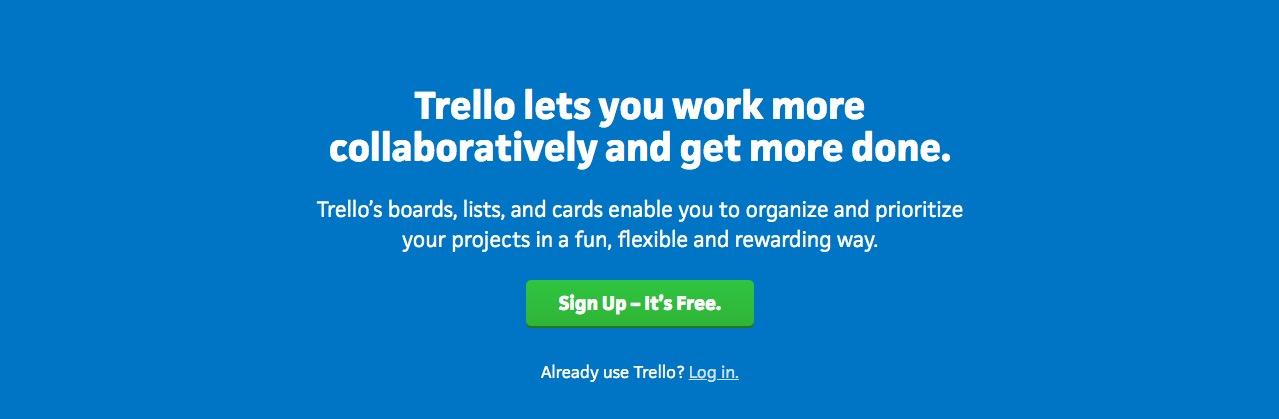 Trello lets you work more
collaboratively and get more done.
Trello’s boards, lists, and cards enable you to organize and prioritize
your projects in a fun, flexible and rewarding way.
Sign Up – It’s Free.
Already use Trello? Log in.